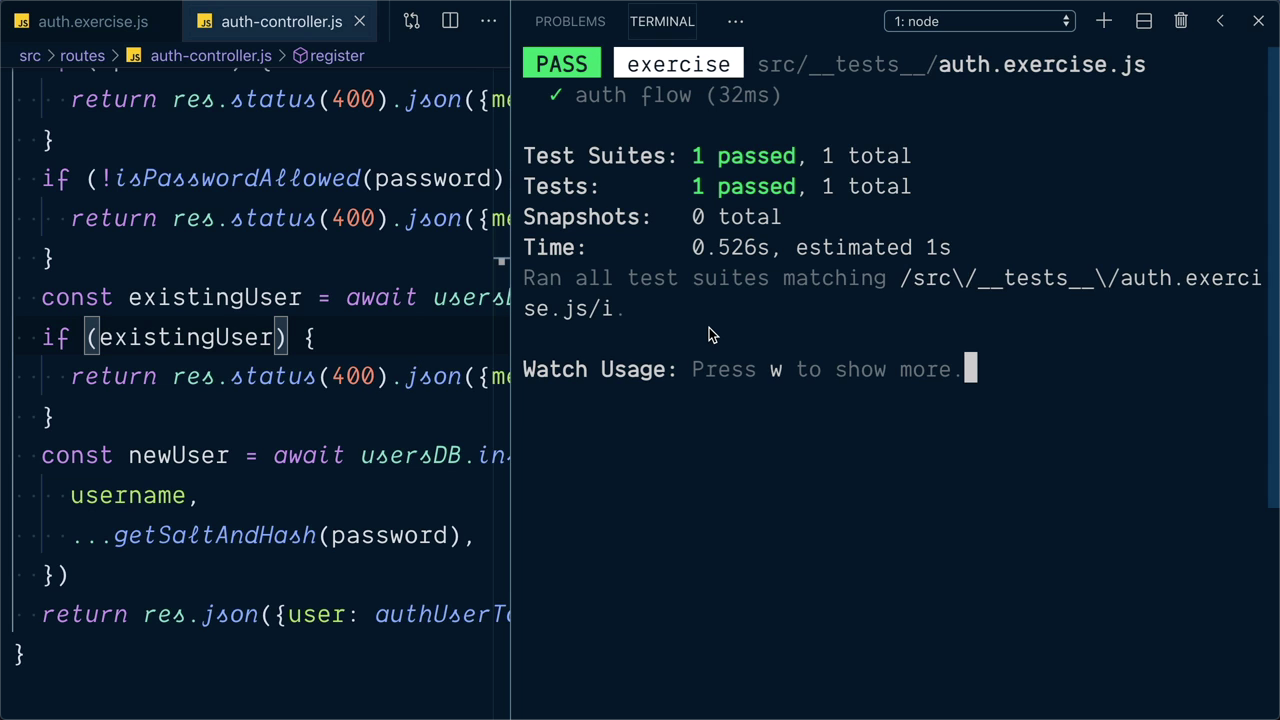 JS auth.exercise.js
JS auth-controller.js
src > routes > JS auth-controller.js > register
return res.status(400).json({me
}
if (!isPasswordAllowed(password)
return res.status(400).json({me
}
const existingUser = await users
if (existingUser) {
return res.status(400).json({me
}
const newUser = await usersDB.ins
username,
...getSaltAndHash(password),
})
return res.json({user: authUserTo
}
PROBLEMS
TERMINAL
...
1: node
PASS exercise src/__tests__/auth.exercise.js
✓ auth flow (32ms)
Test Suites: 1 passed, 1 total
Tests: 1 passed, 1 total
Snapshots: 0 total
Time: 0.526s, estimated 1s
Ran all test suites matching /src\/__tests__\/auth.exerci
se.js/i.
Watch Usage: Press w to show more.